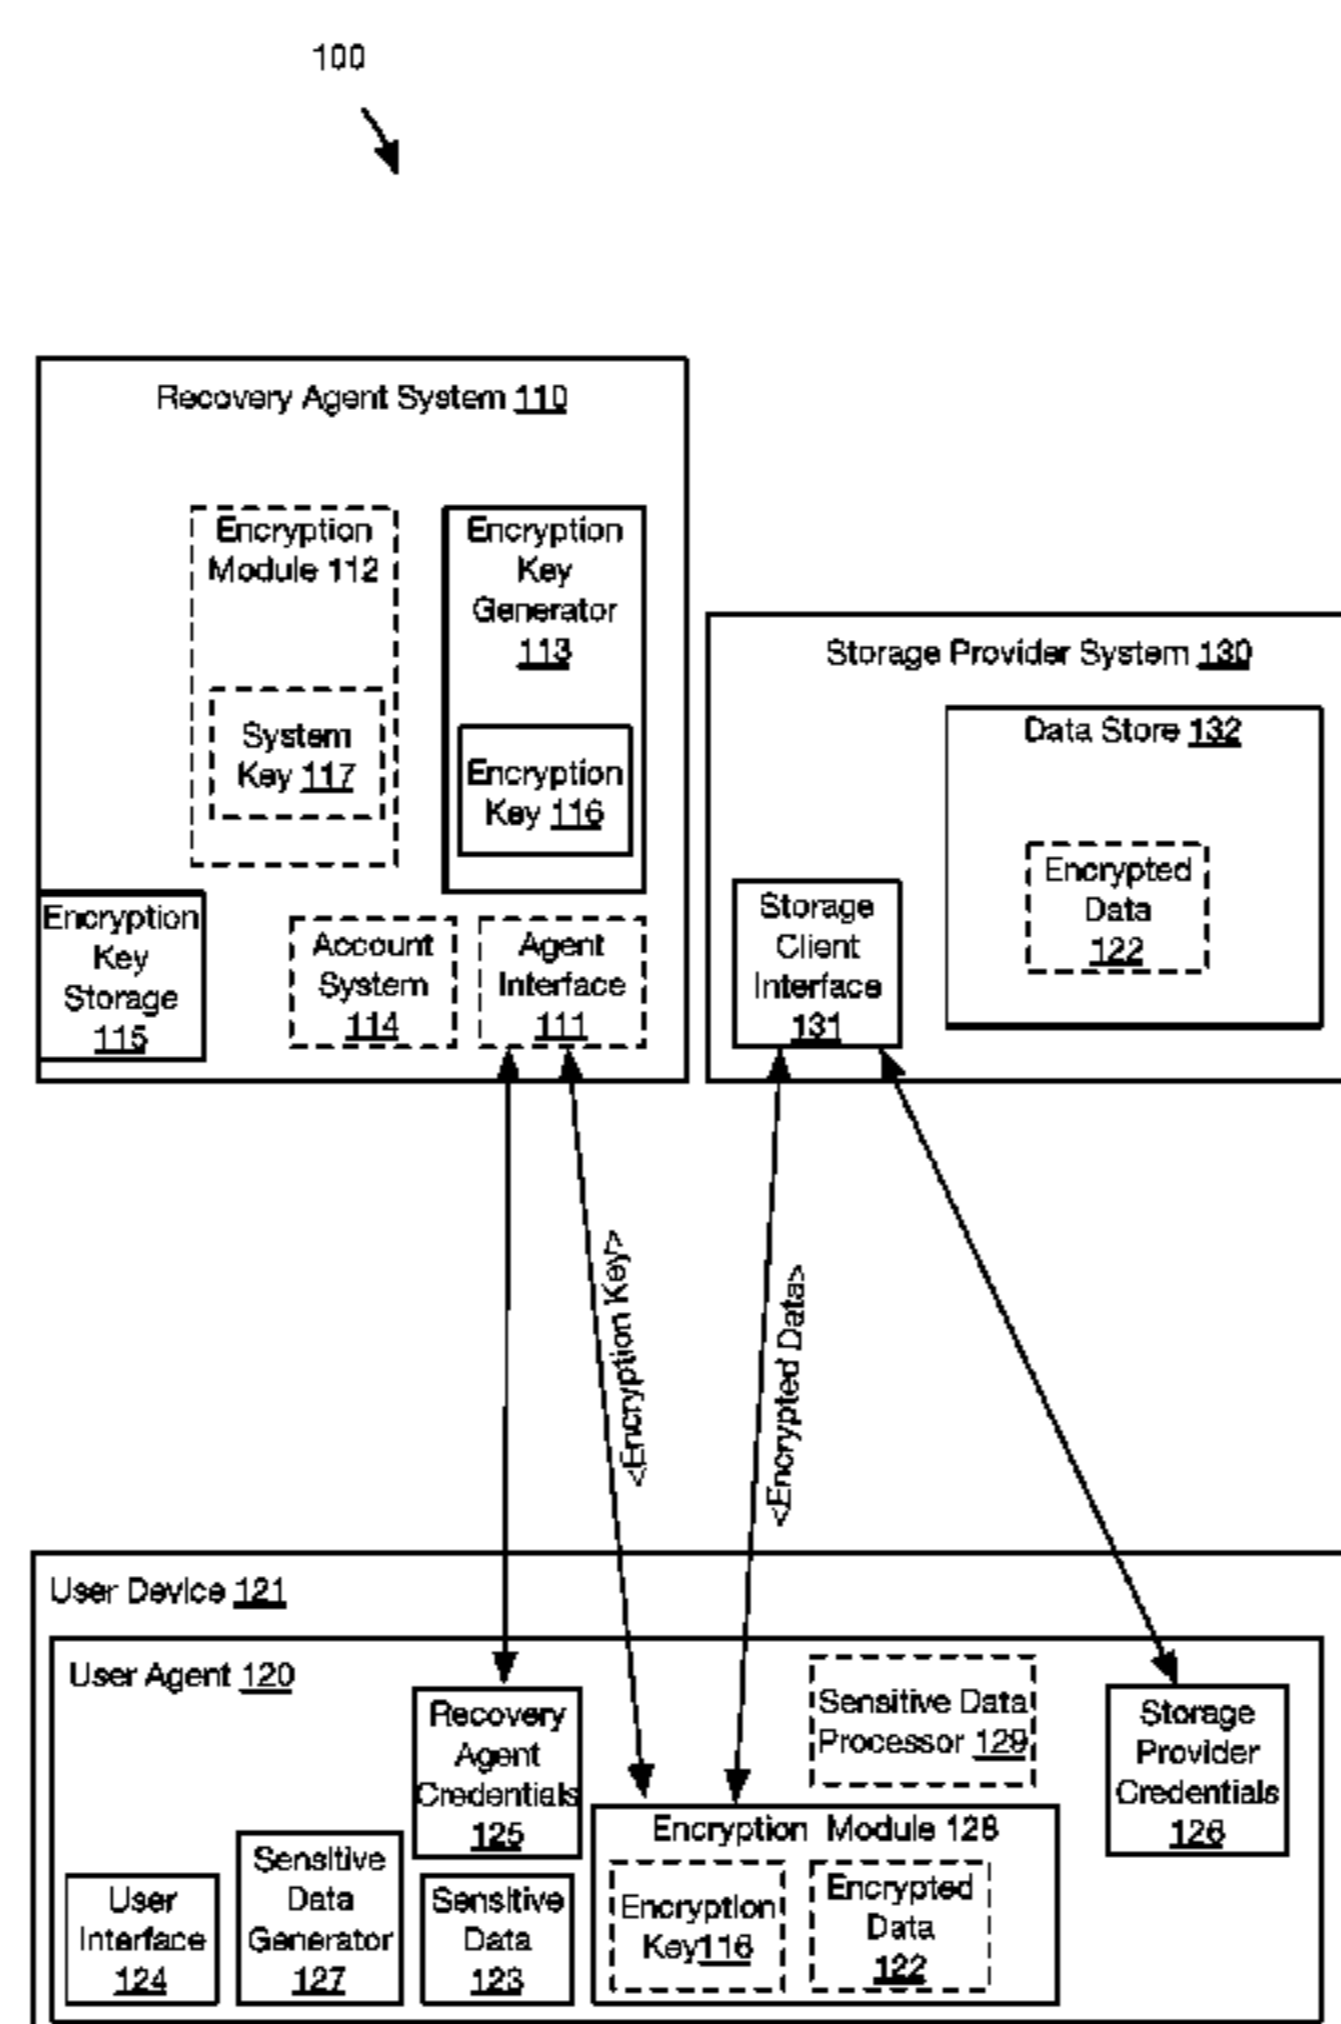 100
Recovery Agent System 110
Encryption
Module 112
System
Key 117
Encryption
Key
Generator
113
Encryption
Key 116
Encryption
Key
Storage
115
Account
System
114
Agent
Interface
111
Storage Provider System 130
Data Store 132
Encrypted
Data
122
Storage
Client
Interface
131
<Encryption Key>
<Encrypted Data>
User Device 121
User Agent 120
Recovery
Agent
Credentials
125
Sensitive Data
Processor 129
Storage
Provider
Credentials
126
User
Interface
124
Sensitive
Data
Generator
127
Sensitive
Data
123
Encryption Module 128
Encryption
Key116
Encrypted
Data
122